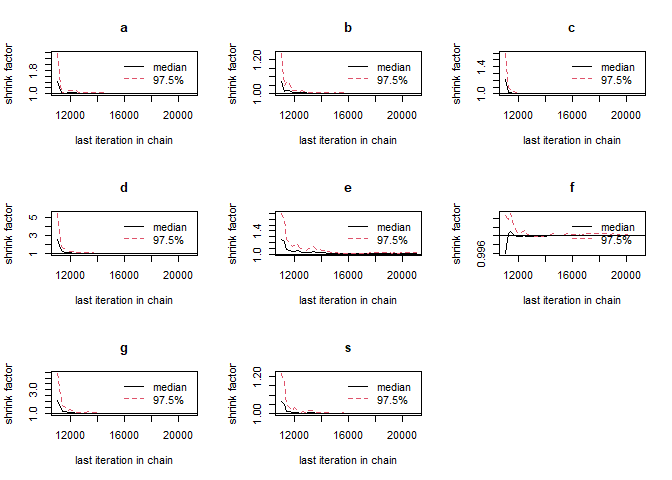 a
b
c
shrink factor
1.0 1.8
median
97.5%
12000 16000 20000
last iteration in chain
shrink factor
1.00 1.20
median
97.5%
12000 16000 20000
last iteration in chain
shrink factor
1.0 1.4
median
97.5%
12000 16000 20000
last iteration in chain
d
e
f
shrink factor
1 3 5
median
97.5%
12000 16000 20000
last iteration in chain
shrink factor
1.0 1.4
median
97.5%
12000 16000 20000
last iteration in chain
shrink factor
0.996
median
97.5%
12000 16000 20000
last iteration in chain
g
s
shrink factor
1.0 3.0
median
97.5%
12000 16000 20000
last iteration in chain
shrink factor
1.00 1.20
median
97.5%
12000 16000 20000
last iteration in chain